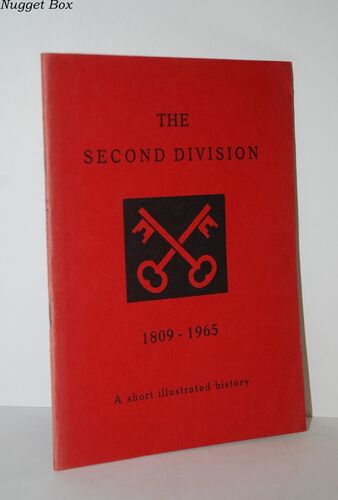 Nugget Box
THE
SECOND DIVISION
1809 - 1965
A short illustrated history